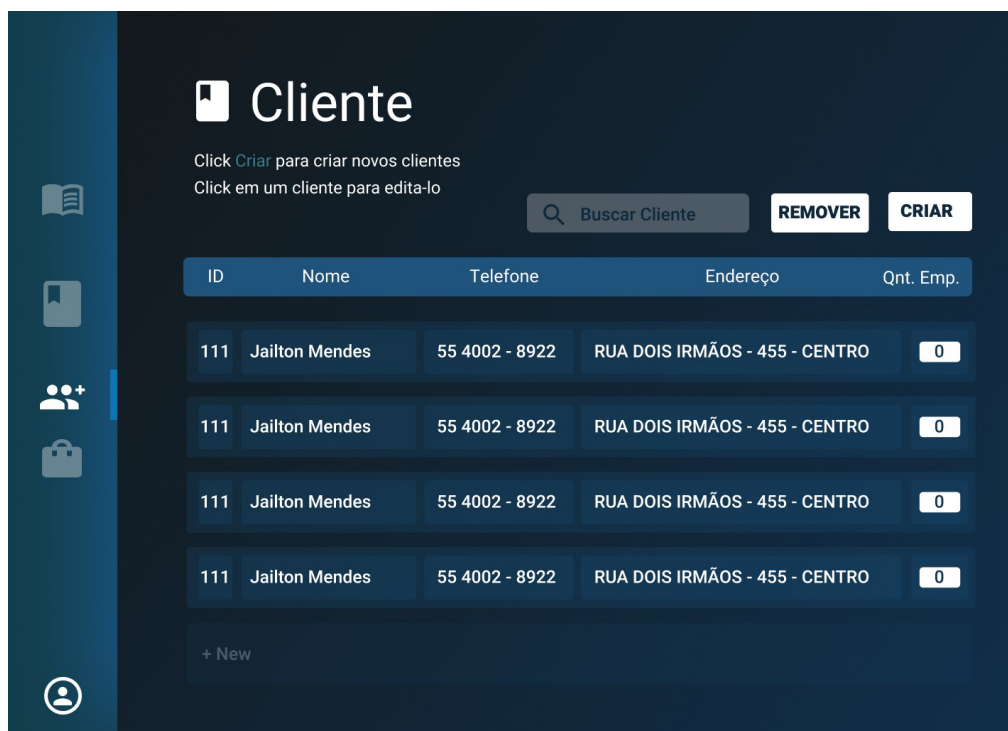 Cliente
Click Criar para criar novos clientes
Click em um cliente para edita-lo
Buscar Cliente REMOVER CRIAR
ID Nome Telefone Endereço Qnt. Emp.
111 Jailton Mendes 55 4002 - 8922 RUA DOIS IRMÃOS - 455 - CENTRO 0
111 Jailton Mendes 55 4002 - 8922 RUA DOIS IRMÃOS - 455 - CENTRO 0
111 Jailton Mendes 55 4002 - 8922 RUA DOIS IRMÃOS - 455 - CENTRO 0
111 Jailton Mendes 55 4002 - 8922 RUA DOIS IRMÃOS - 455 - CENTRO 0
+ New